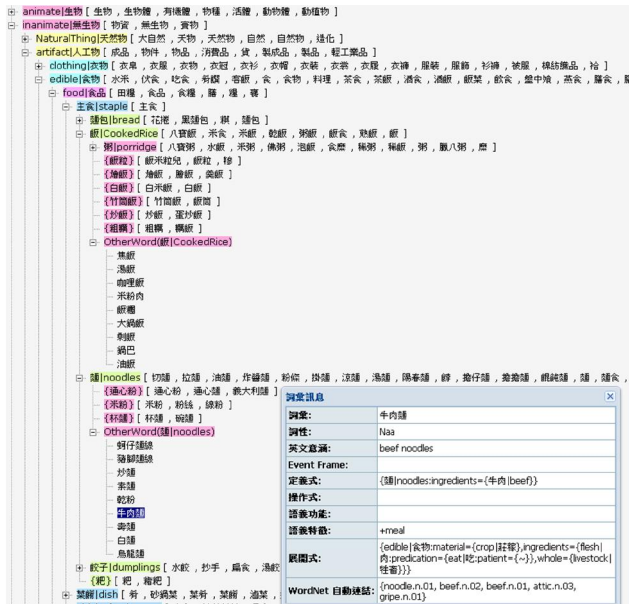 animate|生物 [ 生物 , 生物體 , 有機體 , 物種 , 活體 , 動物體 , 動植物 ]
inanimate|無生物 [ 物資 , 無生物 , 實物 ]
NaturalThing|天然物 [ 大自然 , 天物 , 天然物 , 自然 , 自然物 , 造化 ]
artifact|人工物 [ 成品 , 物件 , 物品 , 消費品 , 貨 , 製成品 , 製品 , 輕工業品 ]
clothing|衣物 [ 衣帛 , 衣服 , 衣物 , 衣冠 , 衣衫 , 衣帽 , 衣裝 , 衣裳 , 衣履 , 衣褲 , 服裝 , 服飾 , 衫褲 , 被服 , 棉紡織品 , 袷 ]
edible|食物 [ 水米 , 伙食 , 吃食 , 肴饌 , 客飯 , 食 , 食物 , 料理 , 茶食 , 茶飯 , 酒食 , 酒飯 , 飯菜 , 飲食 , 盤中飧 , 蒸食 , 膳食 ,
food|食品 [ 田糧 , 食品 , 食糧 , 膳 , 糧 , 饔 ]
主食|staple [ 主食 ]
麵包|bread [ 花捲 , 黑麵包 , 粿 , 麵包 ]
飯|CookedRice [ 八寶飯 , 米食 , 米飯 , 乾飯 , 粥飯 , 飯食 , 熟飯 , 飯 ]
粥|porridge [ 八寶粥 , 水飯 , 米粥 , 佛粥 , 泡飯 , 食糜 , 稀粥 , 稀飯 , 粥 , 臘八粥 , 糜 ]
{飯粒} [ 飯米粒兒 , 飯粒 , 糝 ]
{燴飯} [ 燴飯 , 膾飯 , 羹飯 ]
{白飯} [ 白米飯 , 白飯 ]
{竹筒飯} [ 竹筒飯 , 飯筒 ]
{炒飯} [ 炒飯 , 蛋炒飯 ]
{粗糲} [ 粗糲 , 糲飯 ]
OtherWord(飯|CookedRice)
焦飯
湯飯
咖哩飯
米粉肉
飯糰
大鍋飯
剩飯
鍋巴
油飯
麵|noodles [ 切麵 , 拉麵 , 油麵 , 炸醬麵 , 粉條 , 掛麵 , 涼麵 , 湯麵 , 陽春麵 , 餑 , 擔仔麵 , 擔擔麵 , 餛飩麵 , 麵 , 麵食 ,
{通心粉} [ 通心粉 , 通心麵 , 義大利麵 ]
{米粉} [ 米粉 , 粉絲 , 線粉 ]
{杯麵} [ 杯麵 , 碗麵 ]
OtherWord(麵|noodles)
蚵仔麵線
豬腳麵線
炒麵
素麵
乾粉
牛肉麵
壽麵
白麵
烏龍麵
餃子|dumplings [ 水餃 , 抄手 , 扁食 , 湯餃
{粑} [ 粑 , 糌粑 ]
菜餚|dish [ 肴 , 砂鍋菜 , 菜肴 , 菜餚 , 滷菜 ,
詞彙訊息
詞彙: 牛肉麵
詞性: Naa
英文意涵: beef noodles
Event Frame:
定義式: {麵|noodles:ingredients={牛肉|beef}}
操作式:
語義功能:
語義特徵: +meal
展開式: {edible|食物:material={crop|莊稼},ingredients={flesh|
肉:predication={eat|吃:patient={~}},whole={livestock|
牲畜}}}
WordNet 自動連結: {noodle.n.01, beef.n.02, beef.n.01, attic.n.03,
gripe.n.01}